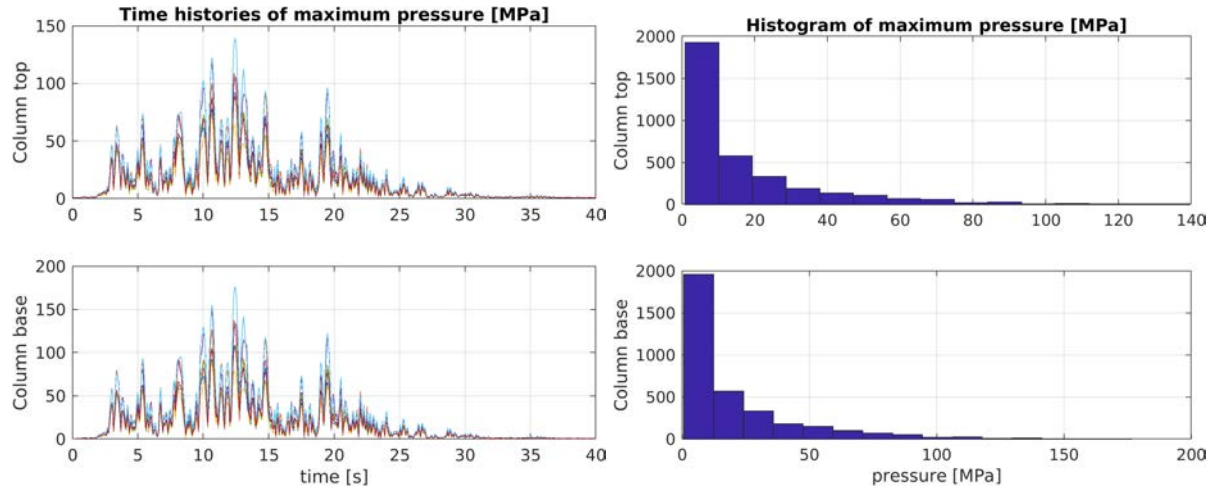 Time histories of maximum pressure [MPa]
Column top
150
100
50
0
0 5 10 15 20 25 30 35 40
Column base
200
150
100
50
0
0 5 10 15 20 25 30 35 40
time [s]
Histogram of maximum pressure [MPa]
Column top
2000
1500
1000
500
0
0 20 40 60 80 100 120 140
Column base
2000
1500
1000
500
0
0 50 100 150 200
pressure [MPa]